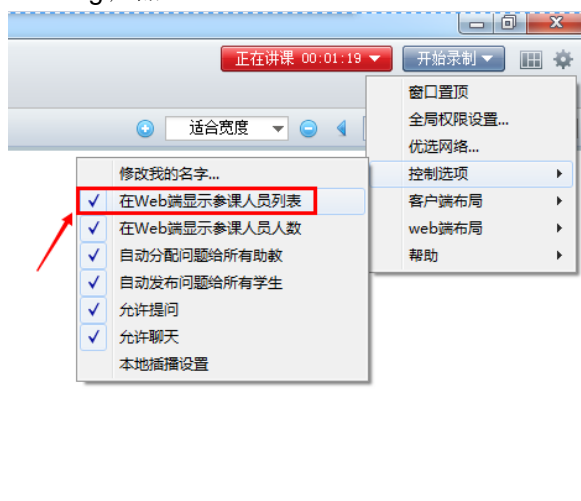 正在讲课 00:01:19
开始录制
适合宽度
窗口置顶
全局权限设置...
优选网络...
控制选项
客户端布局
web端布局
帮助
修改我的名字...
在Web端显示参课人员列表
在Web端显示参课人员人数
自动分配问题给所有助教
自动发布问题给所有学生
允许提问
允许聊天
本地插播设置